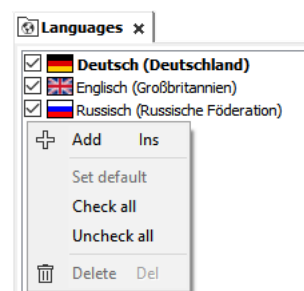 Languages
Deutsch (Deutschland)
Englisch (Großbritannien)
Russisch (Russische Föderation)
Add Ins
Set default
Check all
Uncheck all
Delete Del